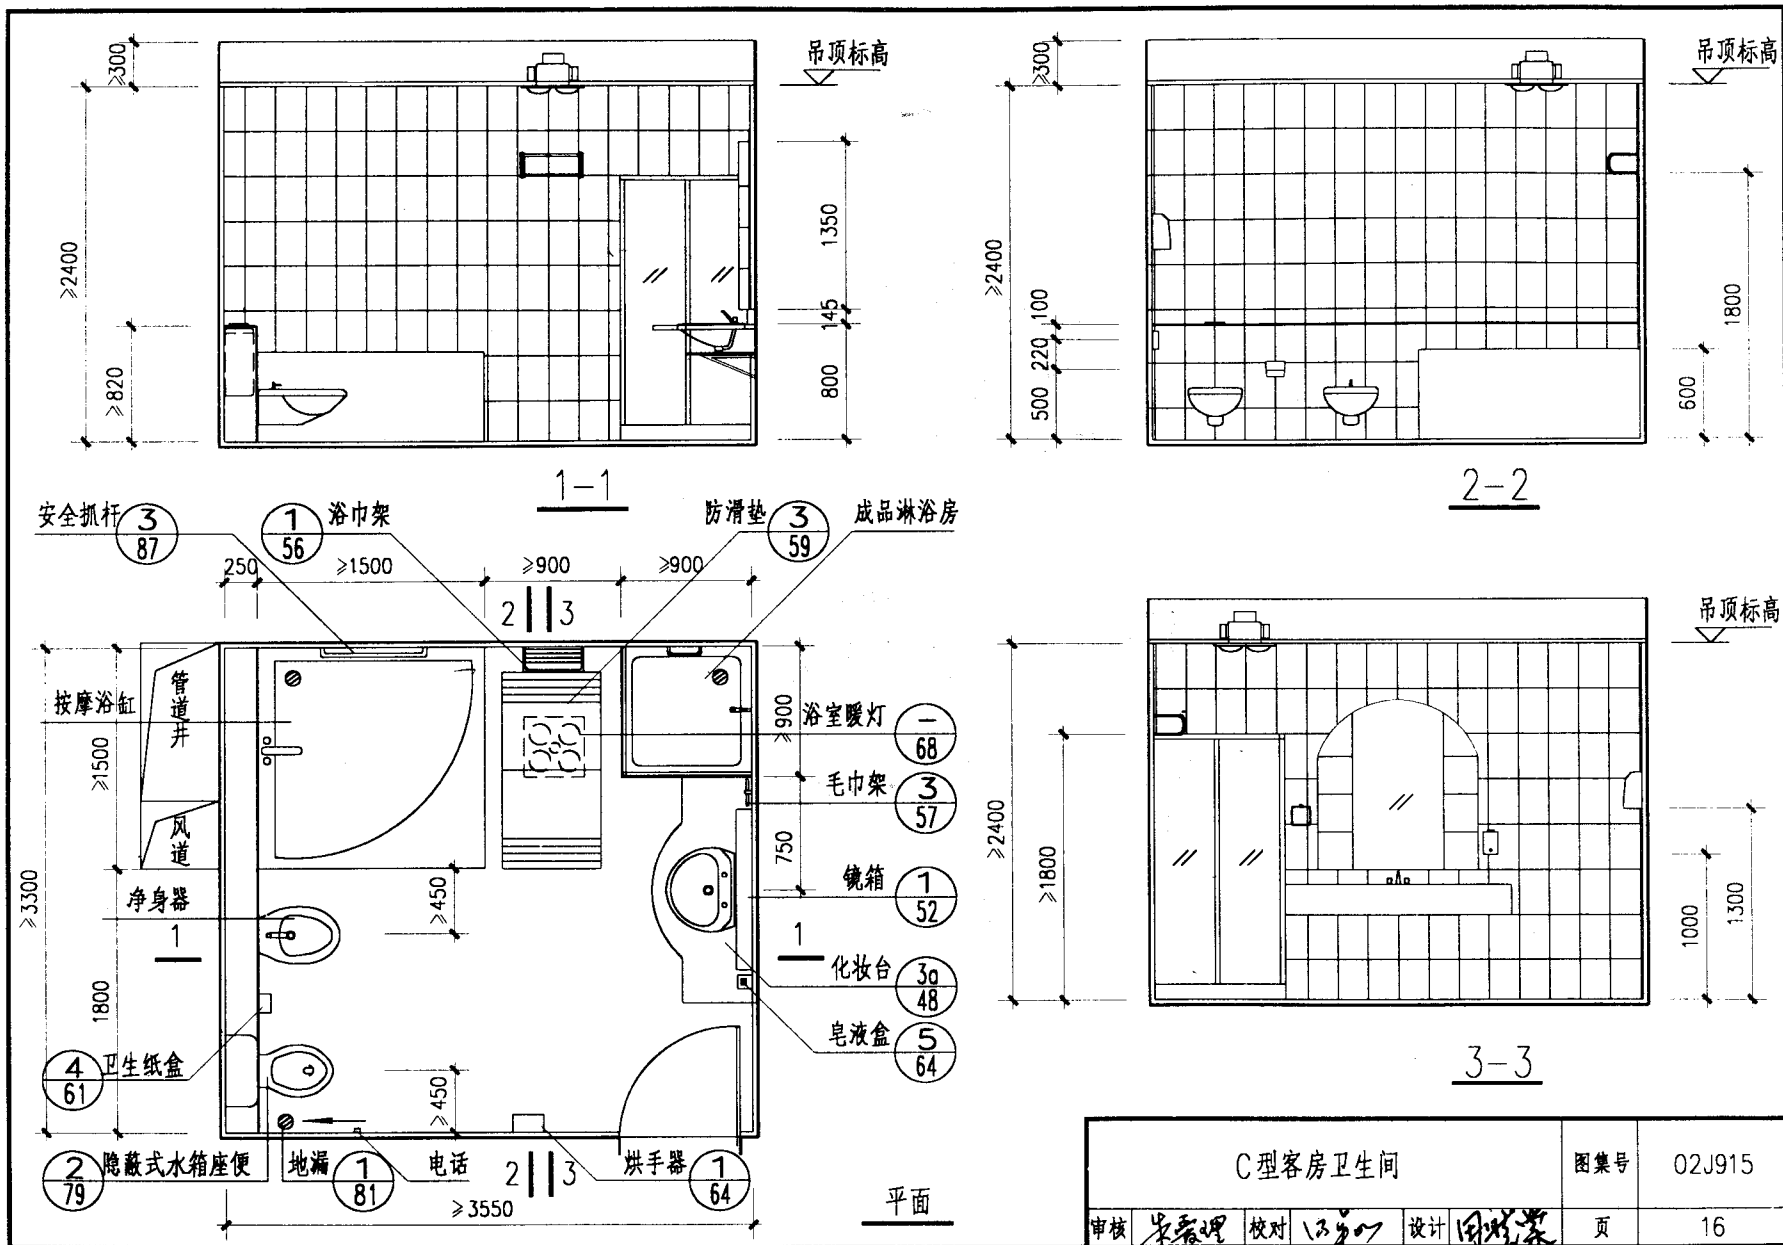 ≥300
吊顶标高
≥2400
≥820
1350
145
800
1-1
≥300
吊顶标高
≥2400
100
220
500
1800
600
2-2
安全抓杆 3/87
浴巾架 1/56
防滑垫 3/59
成品淋浴房
250
≥1500
≥900
≥900
2 3
管道井
按摩浴缸
≥1500
风道
≥3300
净身器
1
1800
≥450
≥450
≥900
750
浴室暖灯 -/68
毛巾架 3/57
镜箱 1/52
1
化妆台 3a/48
皂液盒 5/64
卫生纸盒 4/61
隐蔽式水箱座便 2/79
地漏 1/81
电话
2 3
烘手器 1/64
≥3550
平面
吊顶标高
≥2400
≥1800
1000
1300
3-3
C型客房卫生间
图集号
02J915
审核
校对
设计
页
16